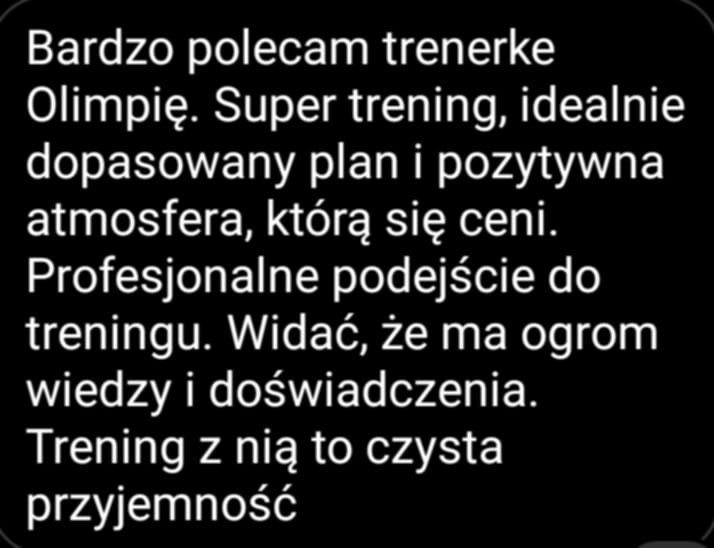 Bardzo polecam trenerke
Olimpię. Super trening, idealnie
dopasowany plan i pozytywna
atmosfera, którą się ceni.
Profesjonalne podejście do
treningu. Widać, że ma ogrom
wiedzy i doświadczenia.
Trening z nią to czysta
przyjemność